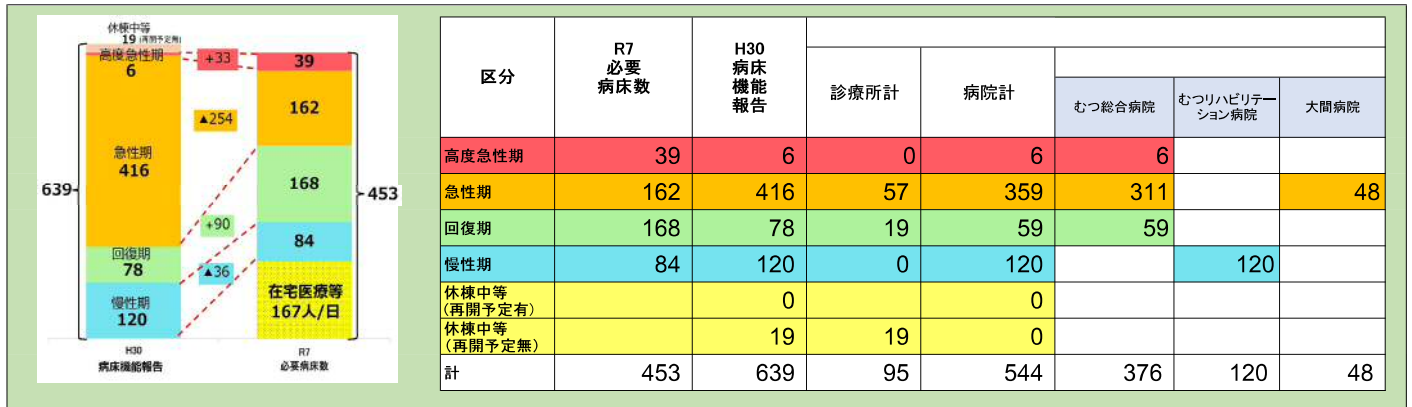 休棟中等
19 (再開予定無)
高度急性期
6
+33
39
▲254
162
急性期
416
639
168
453
+90
84
回復期
78
▲36
慢性期
120
在宅医療等
167人/日
H30
病床機能報告
R7
必要病床数
区分
R7
必要
病床数
H30
病床
機能
報告
診療所計
病院計
むつ総合病院
むつリハビリテー
ション病院
大間病院
高度急性期 39 6 0 6 6
急性期 162 416 57 359 311 48
回復期 168 78 19 59 59
慢性期 84 120 0 120 120
休棟中等
(再開予定有) 0 0
休棟中等
(再開予定無) 19 19 0
計 453 639 95 544 376 120 48